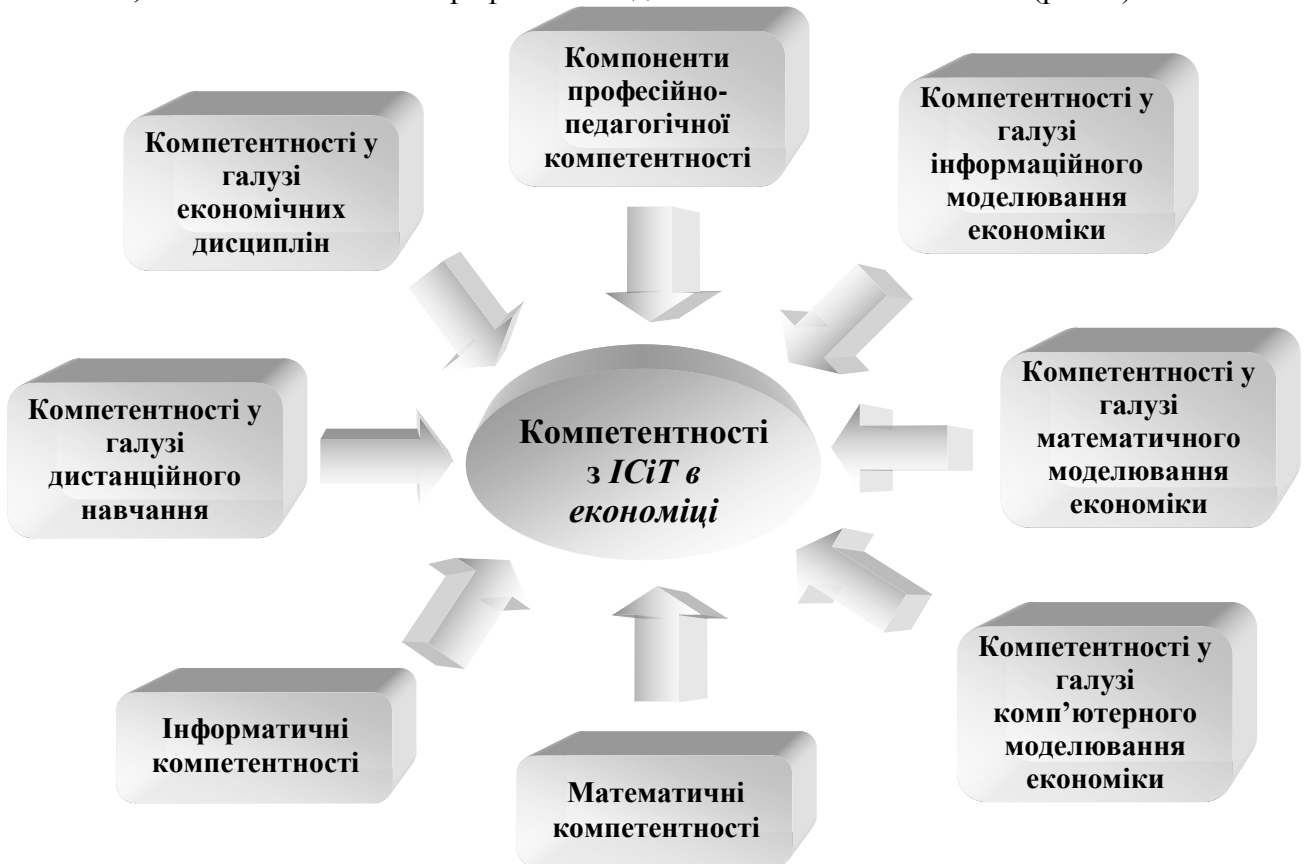 Компоненти
професійно-
педагогічної
компетентності
Компетентності у
галузі
економічних
дисциплін
Компетентності у
галузі
інформаційного
моделювання
економіки
Компетентності у
галузі
дистанційного
навчання
Компетентності
з ІСіТ в
економіці
Компетентності у
галузі
математичного
моделювання
економіки
Інформатичні
компетентності
Математичні
компетентності
Компетентності у
галузі
комп’ютерного
моделювання
економіки